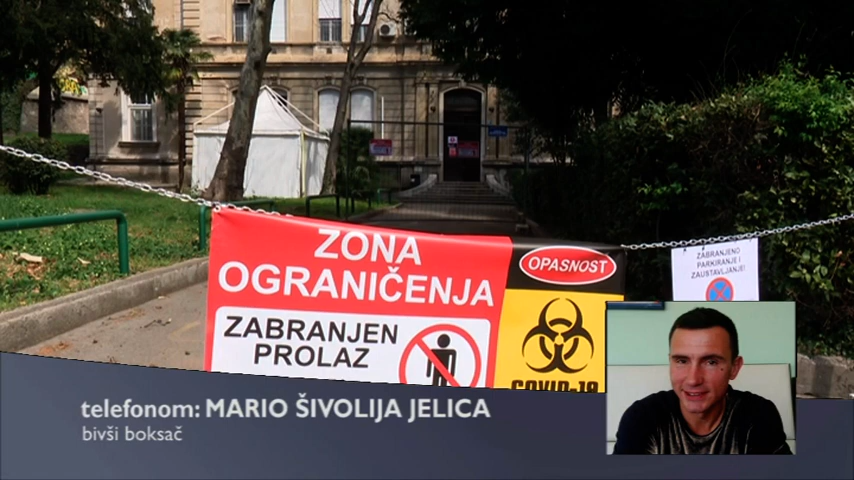 ZONA
OGRANIČENJA
ZABRANJEN
PROLAZ
OPASNOST
COVID-19
ZABRANJENO
PARKIRANJE I
ZAUSTAVLJANJE!
telefonom: MARIO ŠIVOLIJA JELICA
bivši boksač